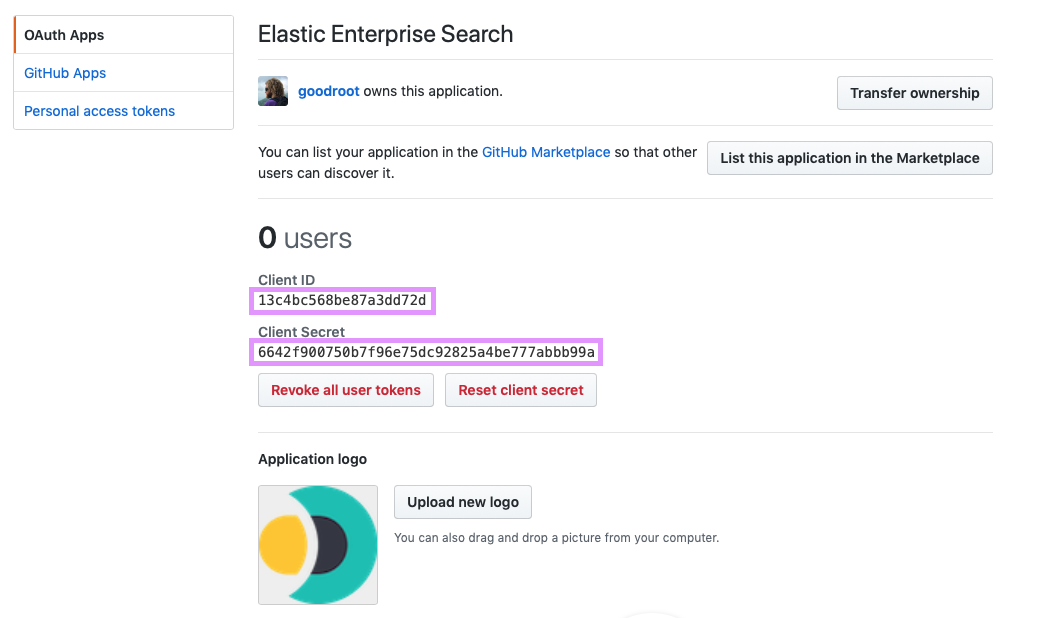 OAuth Apps
GitHub Apps
Personal access tokens
Elastic Enterprise Search
goodroot owns this application.
Transfer ownership
You can list your application in the GitHub Marketplace so that other
users can discover it.
List this application in the Marketplace
0 users
Client ID
13c4bc568be87a3dd72d
Client Secret
6642f900750b7f96e75dc92825a4be777abbb99a
Revoke all user tokens
Reset client secret
Application logo
Upload new logo
You can also drag and drop a picture from your computer.